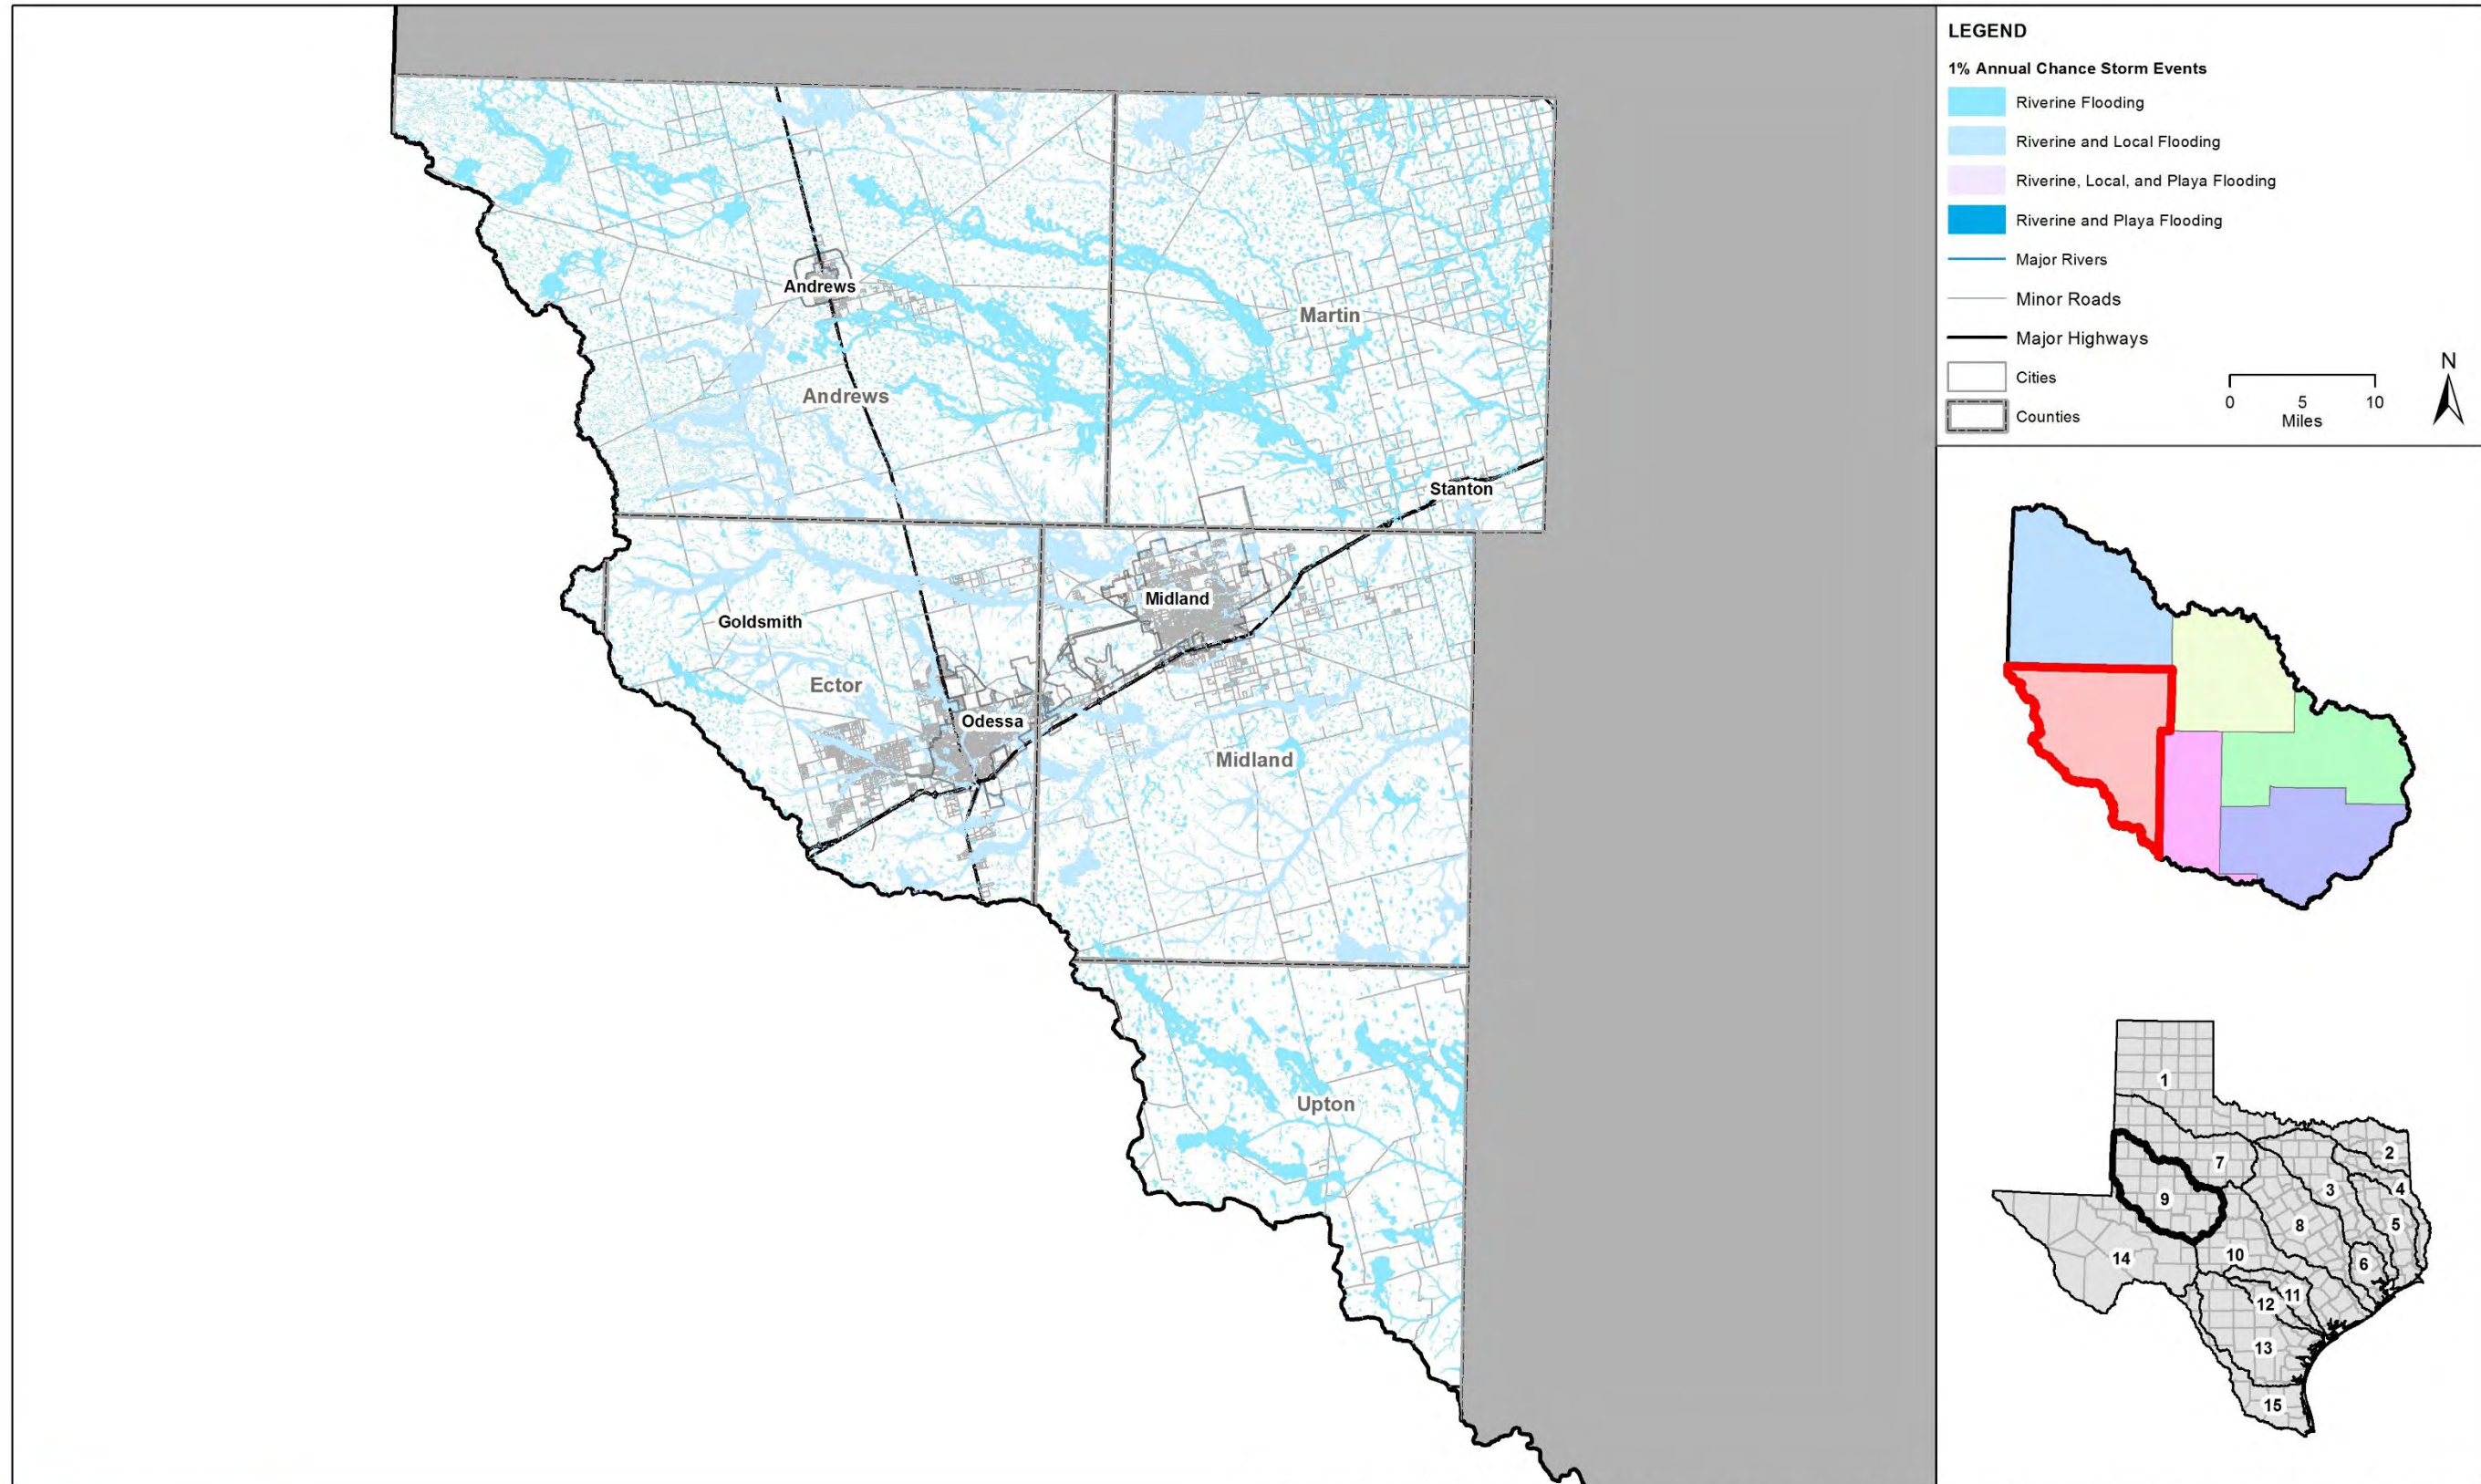 LEGEND
1% Annual Chance Storm Events
Riverine Flooding
Riverine and Local Flooding
Riverine, Local, and Playa Flooding
Riverine and Playa Flooding
Major Rivers
Minor Roads
Major Highways
Cities
Counties
0 5 10
Miles
N
Andrews
Martin
Andrews
Stanton
Midland
Goldsmith
Ector
Odessa
Midland
Upton
1
2
7
3
4
9
8
5
10
14
6
11
12
13
15